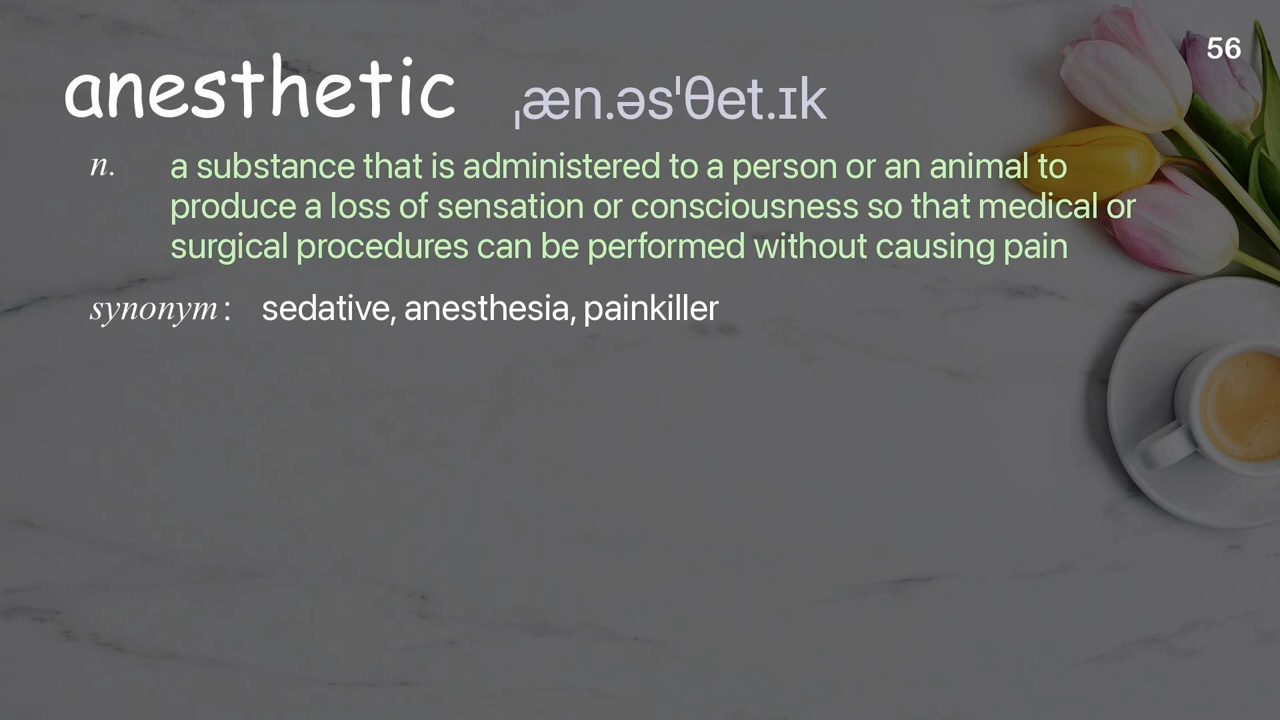 56
anesthetic ˌæn.əsˈθet.ɪk
n. a substance that is administered to a person or an animal to
produce a loss of sensation or consciousness so that medical or
surgical procedures can be performed without causing pain
synonym: sedative, anesthesia, painkiller